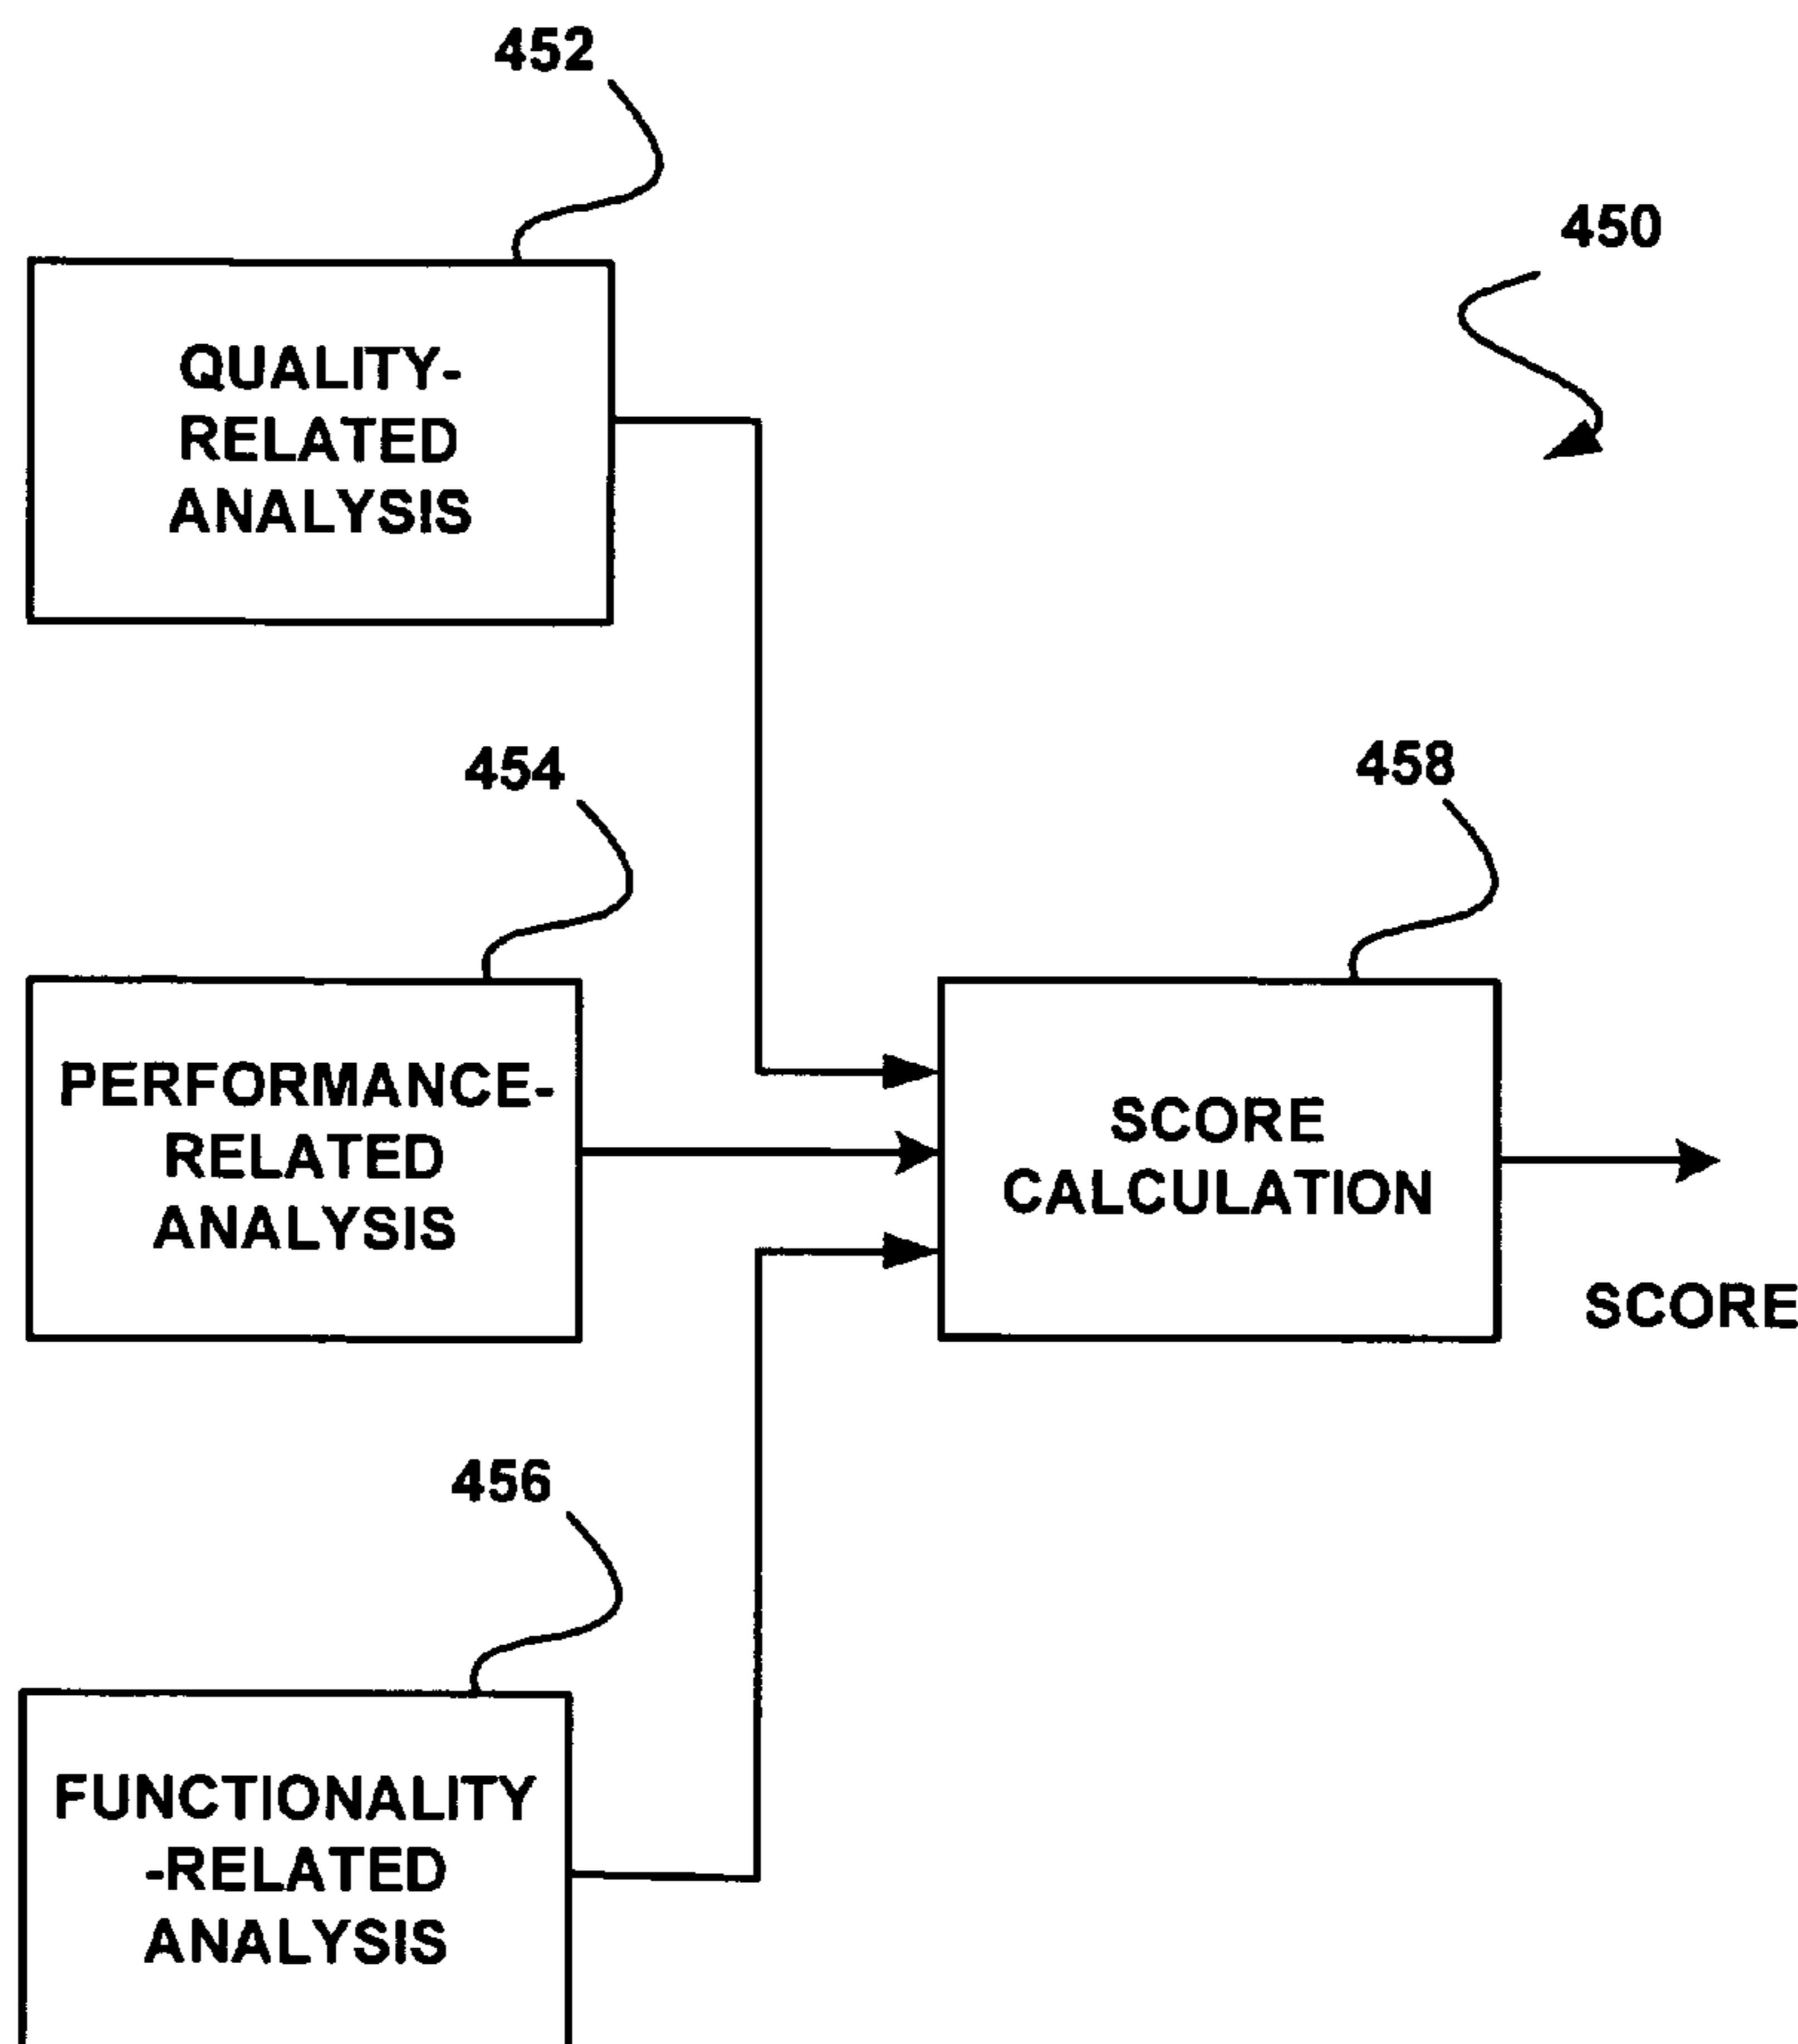 452
450
QUALITY-
RELATED
ANALYSIS
454
458
PERFORMANCE-
RELATED
ANALYSIS
SCORE
CALCULATION
SCORE
456
FUNCTIONALITY
-RELATED
ANALYSIS